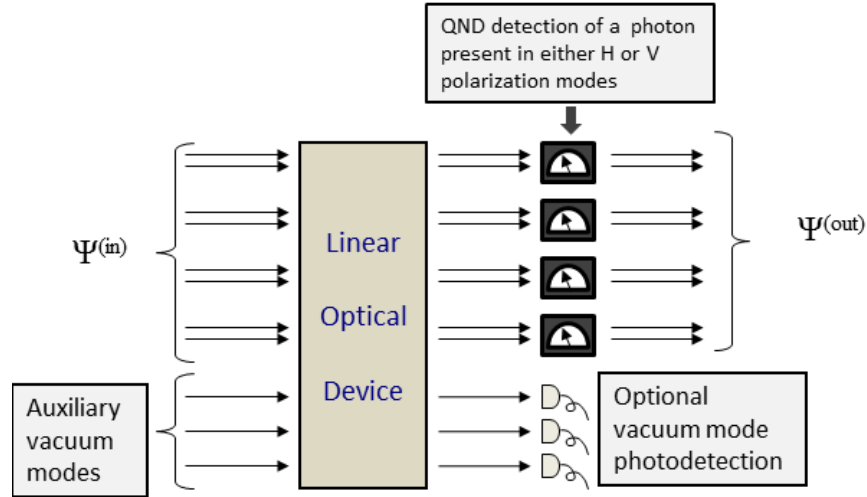 QND detection of a photon
present in either H or V
polarization modes
Ψ(in)
Linear
Optical
Device
Ψ(out)
Auxiliary
vacuum
modes
Optional
vacuum mode
photodetection